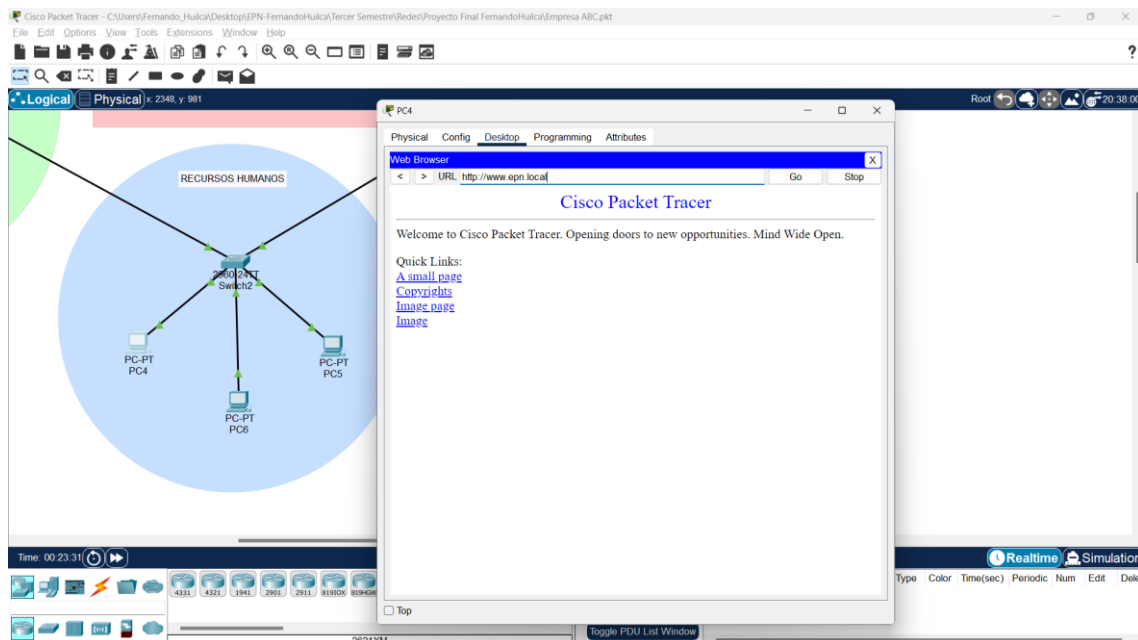 Cisco Packet Tracer - C:\Users\Fernando_Huilca\Desktop\EPN-FernandoHuilca\Tercer Semestre\Redes\Proyecto Final FernandoHuilca\Empresa ABC.pkt
File Edit Options View Tools Extensions Window Help
?
Logical Physical x: 2348, y: 981
Root 20:38:00
RECURSOS HUMANOS
2960-24TT
Switch2
PC-PT
PC4
PC-PT
PC5
PC-PT
PC6
PC4
Physical Config Desktop Programming Attributes
Web Browser X
< > URL http://www.epn.local Go Stop
Cisco Packet Tracer
Welcome to Cisco Packet Tracer. Opening doors to new opportunities. Mind Wide Open.
Quick Links:
A small page
Copyrights
Image page
Image
Top
Time: 00:23:31
Realtime Simulation
4331 4321 1941 2901 2911 819IOX 819HGW
Type Color Time(sec) Periodic Num Edit Del
Toggle PDU List Window